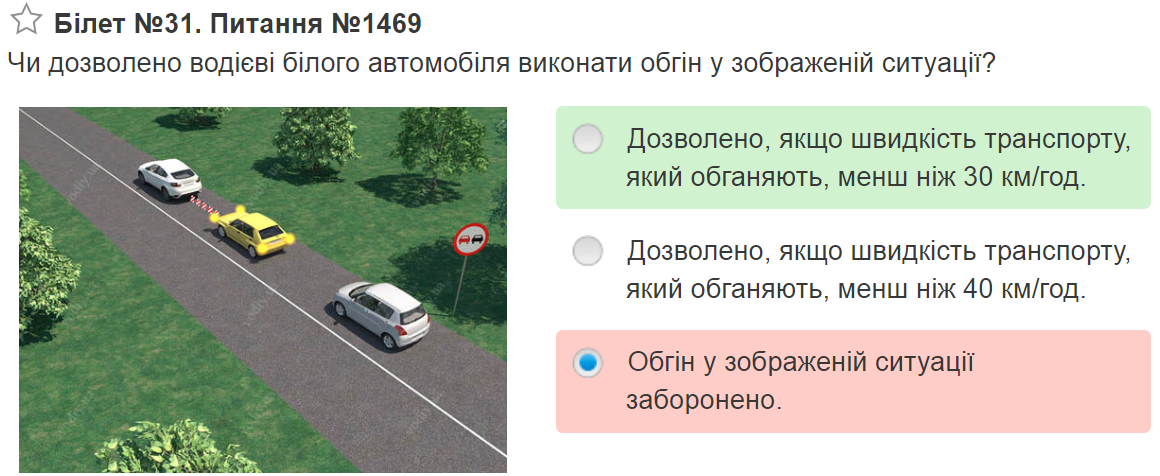 Білет №31. Питання №1469
Чи дозволено водієві білого автомобіля виконати обгін у зображеній ситуації?
Дозволено, якщо швидкість транспорту,
який обганяють, менш ніж 30 км/год.
Дозволено, якщо швидкість транспорту,
який обганяють, менш ніж 40 км/год.
Обгін у зображеній ситуації
заборонено.